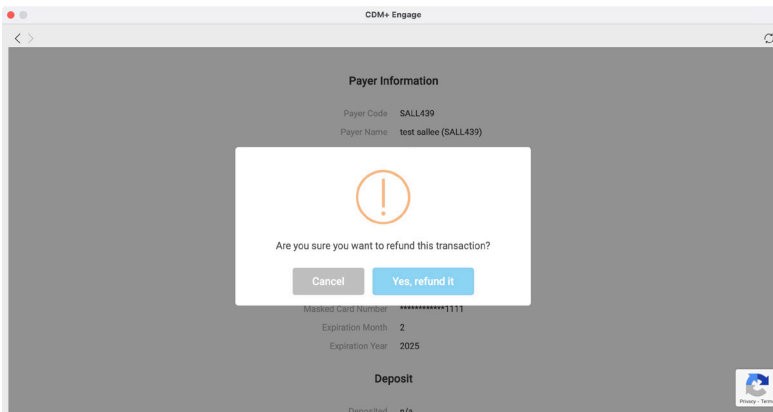 CDM+ Engage
Payer Information
Payer Code SALL439
Payer Name test sallee (SALL439)
Are you sure you want to refund this transaction?
Cancel Yes, refund it
Masked Card Number ************1111
Expiration Month 2
Expiration Year 2025
Deposit
Deposited n/a
Privacy - Terms